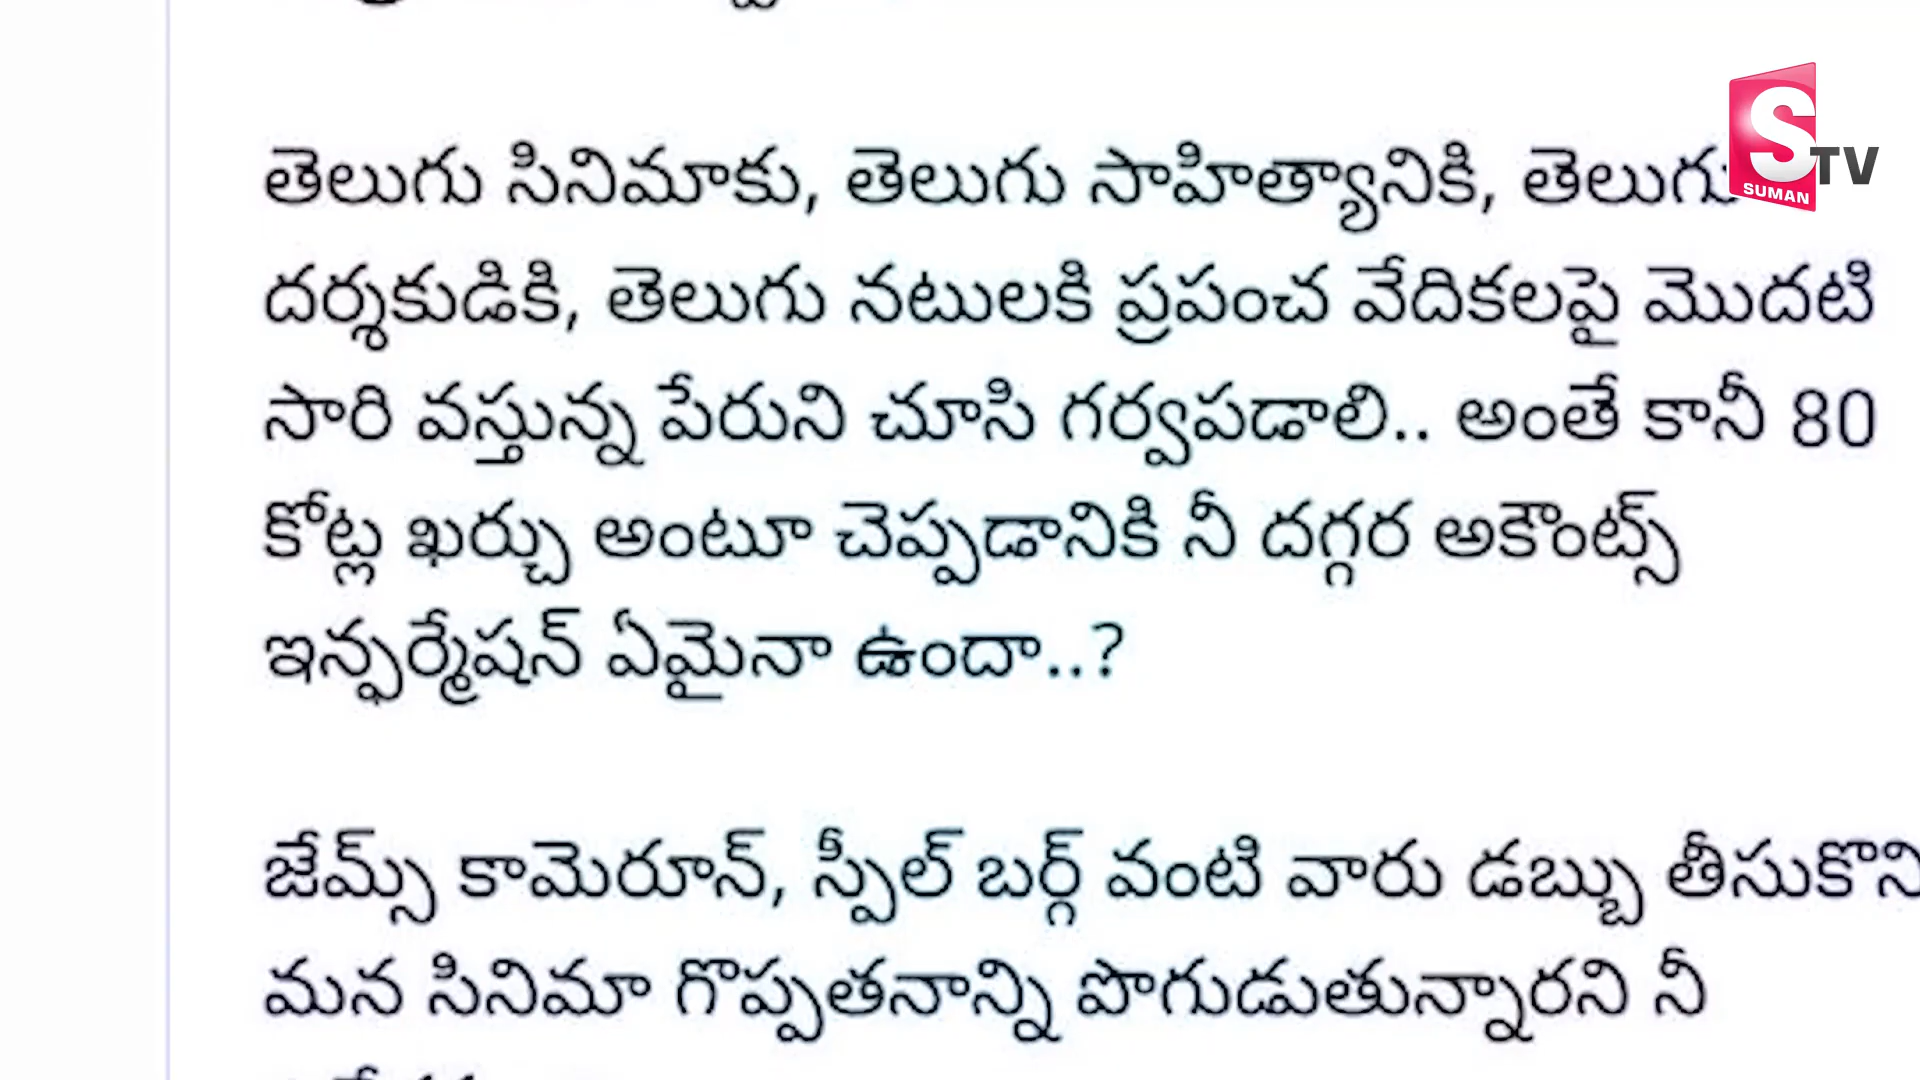 తెలుగు సినిమాకు, తెలుగు సాహిత్యానికి, తెలుగు
దర్శకుడికి, తెలుగు నటులకి ప్రపంచ వేదికలపై మొదటి
సారి వస్తున్న పేరుని చూసి గర్వపడాలి.. అంతే కానీ 80
కోట్ల ఖర్చు అంటూ చెప్పడానికి నీ దగ్గర అకౌంట్స్
ఇన్ఫర్మేషన్ ఏమైనా ఉందా..?
జేమ్స్ కామెరూన్, స్పీల్ బర్గ్ వంటి వారు డబ్బు తీసుకొని
మన సినిమా గొప్పతనాన్ని పొగుడుతున్నారని నీ
S TV
SUMAN